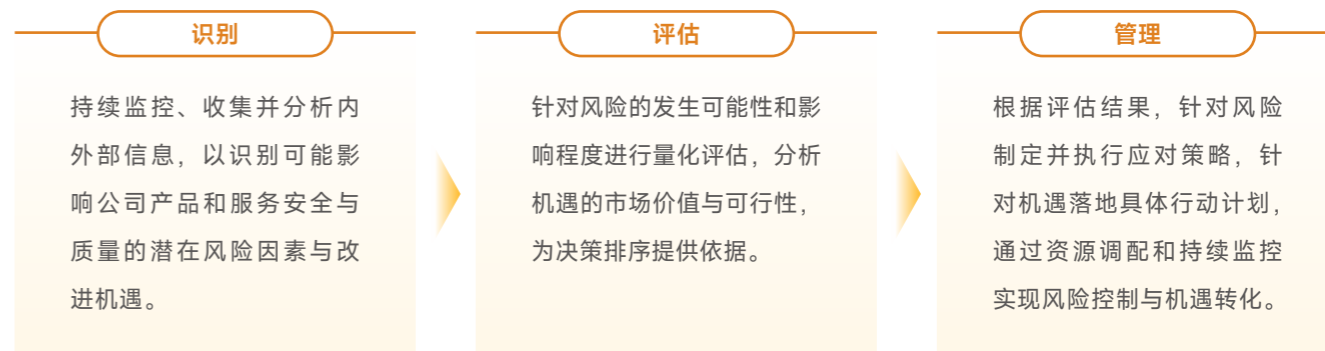 识别
持续监控、收集并分析内
外部信息，以识别可能影
响公司产品和服务安全与
质量的潜在风险因素与改
进机遇。
评估
针对风险的发生可能性和影
响程度进行量化评估，分析
机遇的市场价值与可行性，
为决策排序提供依据。
管理
根据评估结果，针对风险
制定并执行应对策略，针
对机遇落地具体行动计划，
通过资源调配和持续监控
实现风险控制与机遇转化。